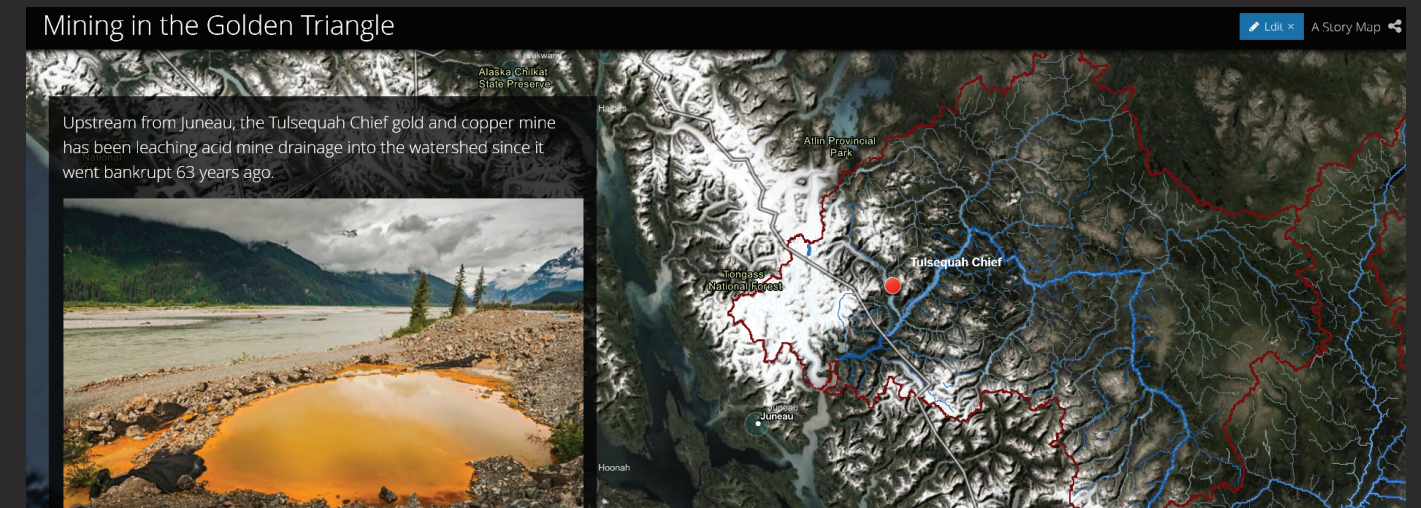 Mining in the Golden Triangle
Edit ×
A Story Map
Alaska Chilkat
State Preserve
Upstream from Juneau, the Tulsequah Chief gold and copper mine
has been leaching acid mine drainage into the watershed since it
went bankrupt 63 years ago.
National
Haines
Atlin Provincial
Park
Tulsequah Chief
Tongass
National Forest
Juneau
Juneau
Hoonah